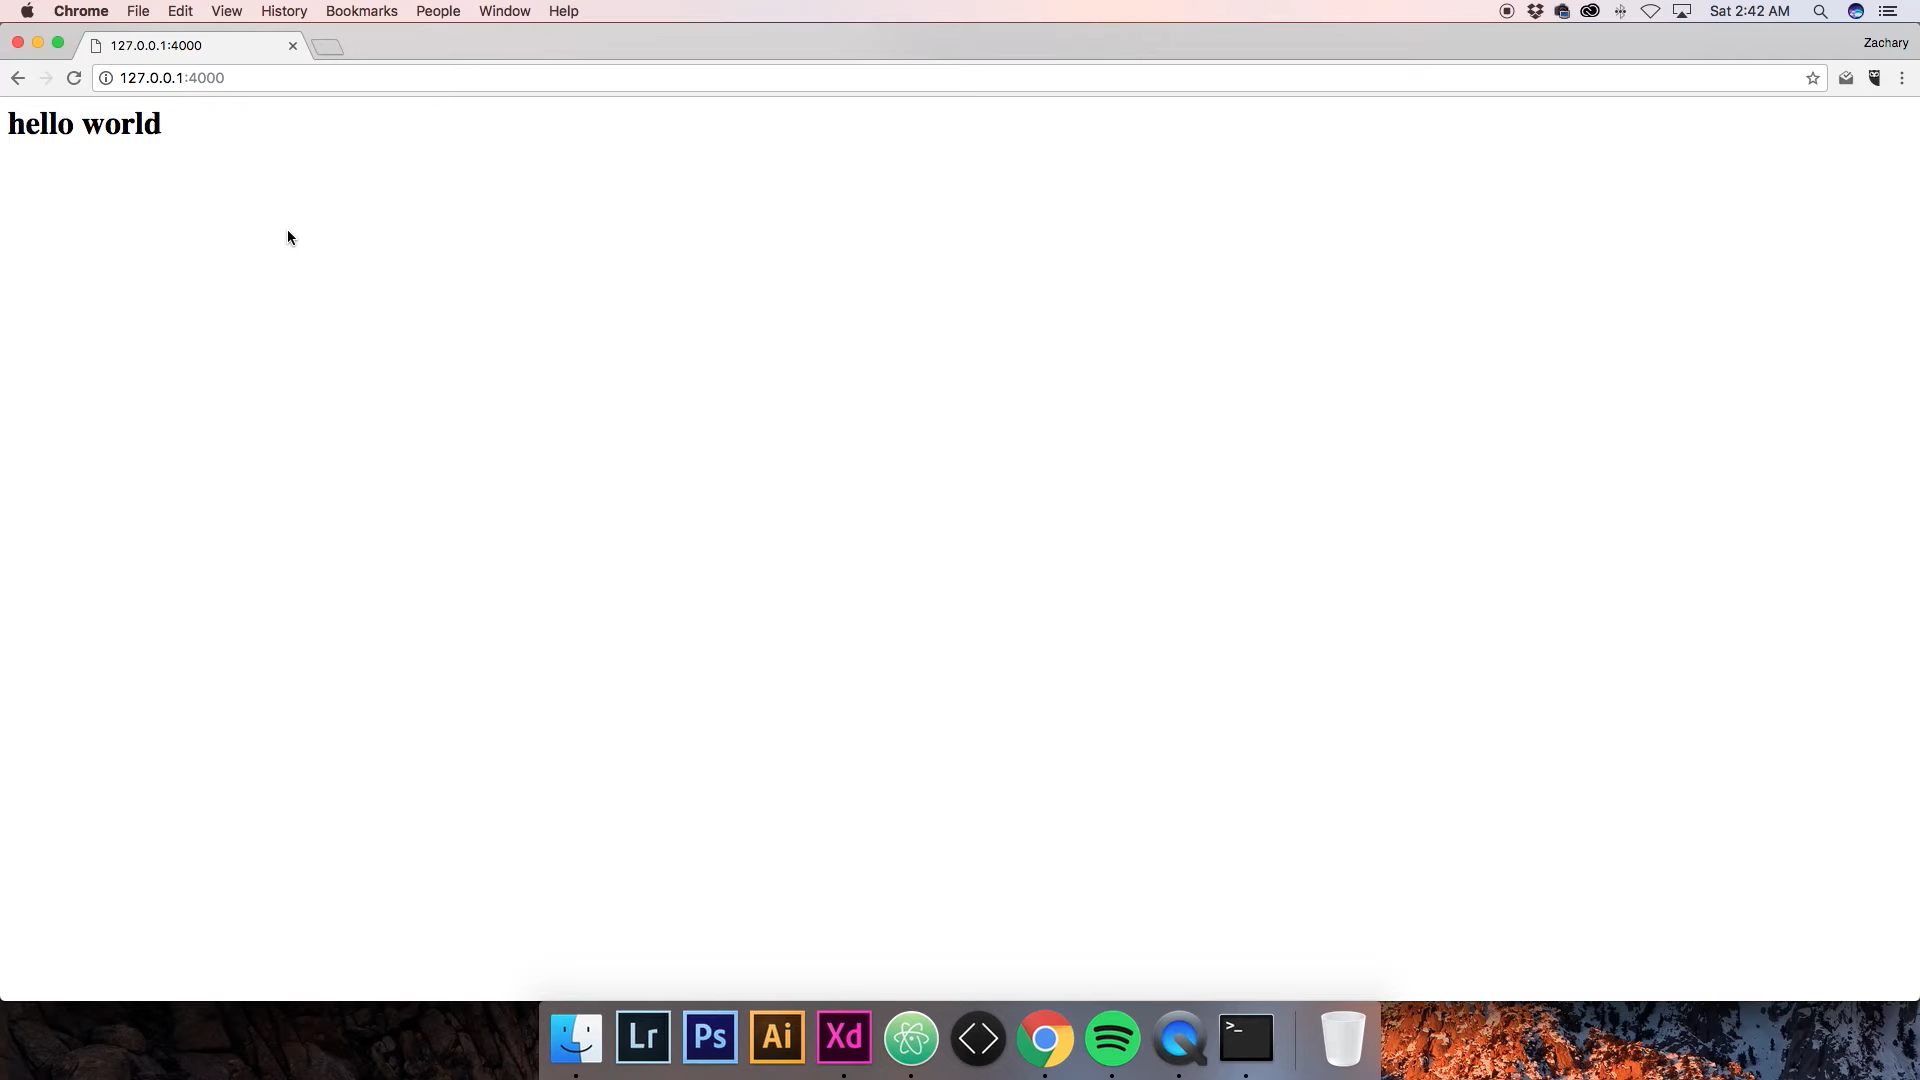 Chrome File Edit View History Bookmarks People Window Help Sat 2:42 AM
127.0.0.1:4000 Zachary
127.0.0.1:4000
hello world
Lr Ps Ai Xd >_